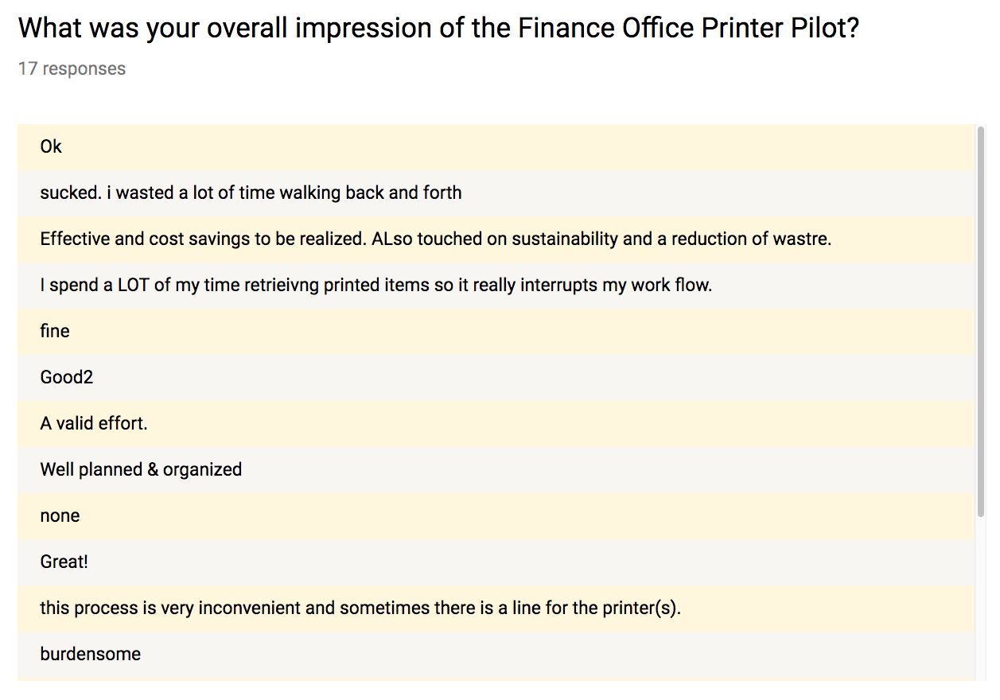 What was your overall impression of the Finance Office Printer Pilot?
17 responses
Ok
sucked. i wasted a lot of time walking back and forth
Effective and cost savings to be realized. ALso touched on sustainability and a reduction of wastre.
I spend a LOT of my time retrieivng printed items so it really interrupts my work flow.
fine
Good2
A valid effort.
Well planned & organized
none
Great!
this process is very inconvenient and sometimes there is a line for the printer(s).
burdensome